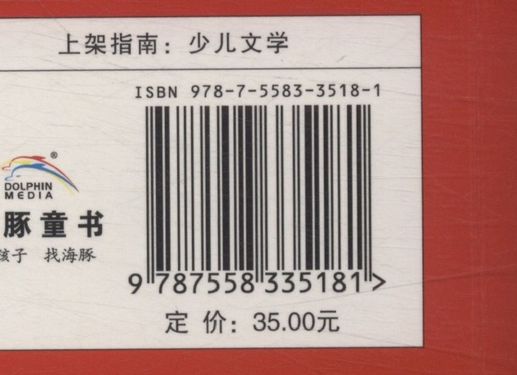 上架指南：少儿文学
ISBN 978-7-5583-3518-1
®
DOLPHIN
MEDIA
豚童书
孩子 找海豚
9 787558 335181 >
定 价：35.00元